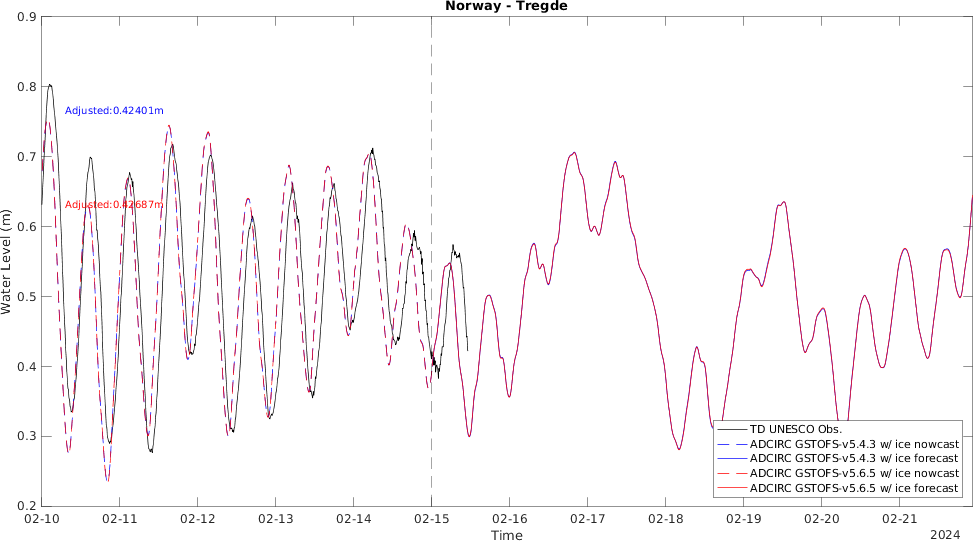 Norway - Tregde
0.9
0.8
0.7
0.6
0.5
0.4
0.3
0.2
Water Level (m)
Adjusted:0.42401m
Adjusted:0.42687m
TD UNESCO Obs.
ADCIRC GSTOFS-v5.4.3 w/ ice nowcast
ADCIRC GSTOFS-v5.4.3 w/ ice forecast
ADCIRC GSTOFS-v5.6.5 w/ ice nowcast
ADCIRC GSTOFS-v5.6.5 w/ ice forecast
02-10 02-11 02-12 02-13 02-14 02-15 02-16 02-17 02-18 02-19 02-20 02-21
Time
2024